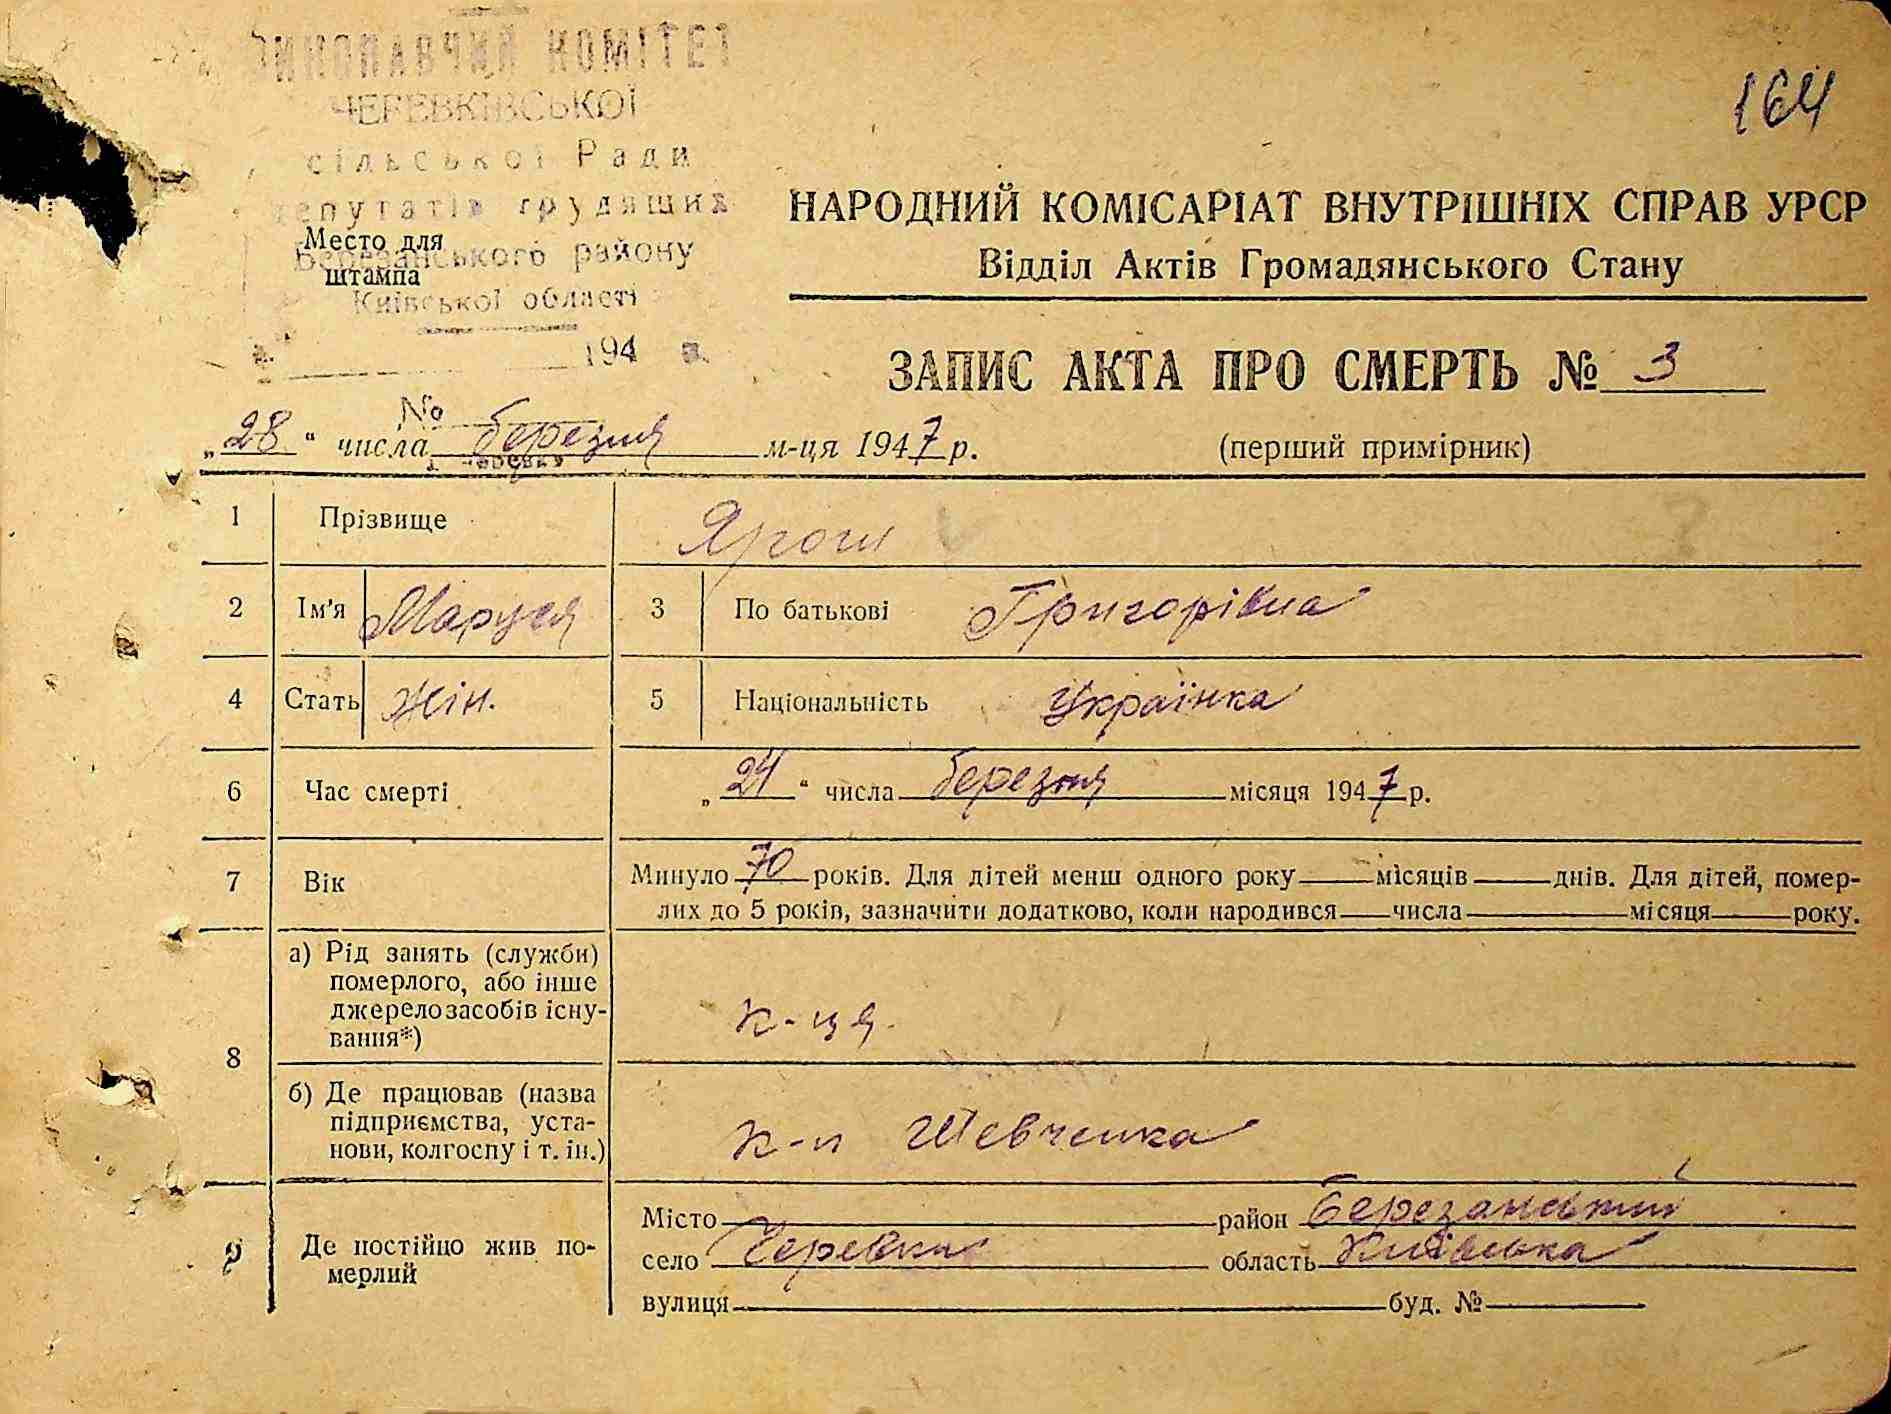 164
ВИКОНАВЧИЙ КОМІТЕТ
ЧЕРЕВКІВСЬКОЇ
сільської Ради
депутатів трудящих
Березанського району
Київської області
Место для
штампа
194 р.
№
НАРОДНИЙ КОМІСАРІАТ ВНУТРІШНІХ СПРАВ УРСР
Відділ Актів Громадянського Стану
ЗАПИС АКТА ПРО СМЕРТЬ № 3
„28“ числа березня м-ця 1947 р.
(перший примірник)
1 Прізвище
2 Ім'я Маруся 3 По батькові Григорівна
4 Стать жін. 5 Національність Українка
6 Час смерті „24“ числа березня місяця 1947 р.
7 Вік Минуло 70 років. Для дітей менш одного року місяців днів. Для дітей, помер-
лих до 5 років, зазначити додатково, коли народився числа місяця року.
8 а) Рід занять (служби)
померлого, або інше
джерело засобів існу-
вання*)
к-ця.
б) Де працював (назва
підприємства, уста-
нови, колгоспу і т. ін.)
к-п Шевченка
9 Де постійно жив по-
мерлий
Місто район Березанський
село Черевки область Київська
вулиця буд. №